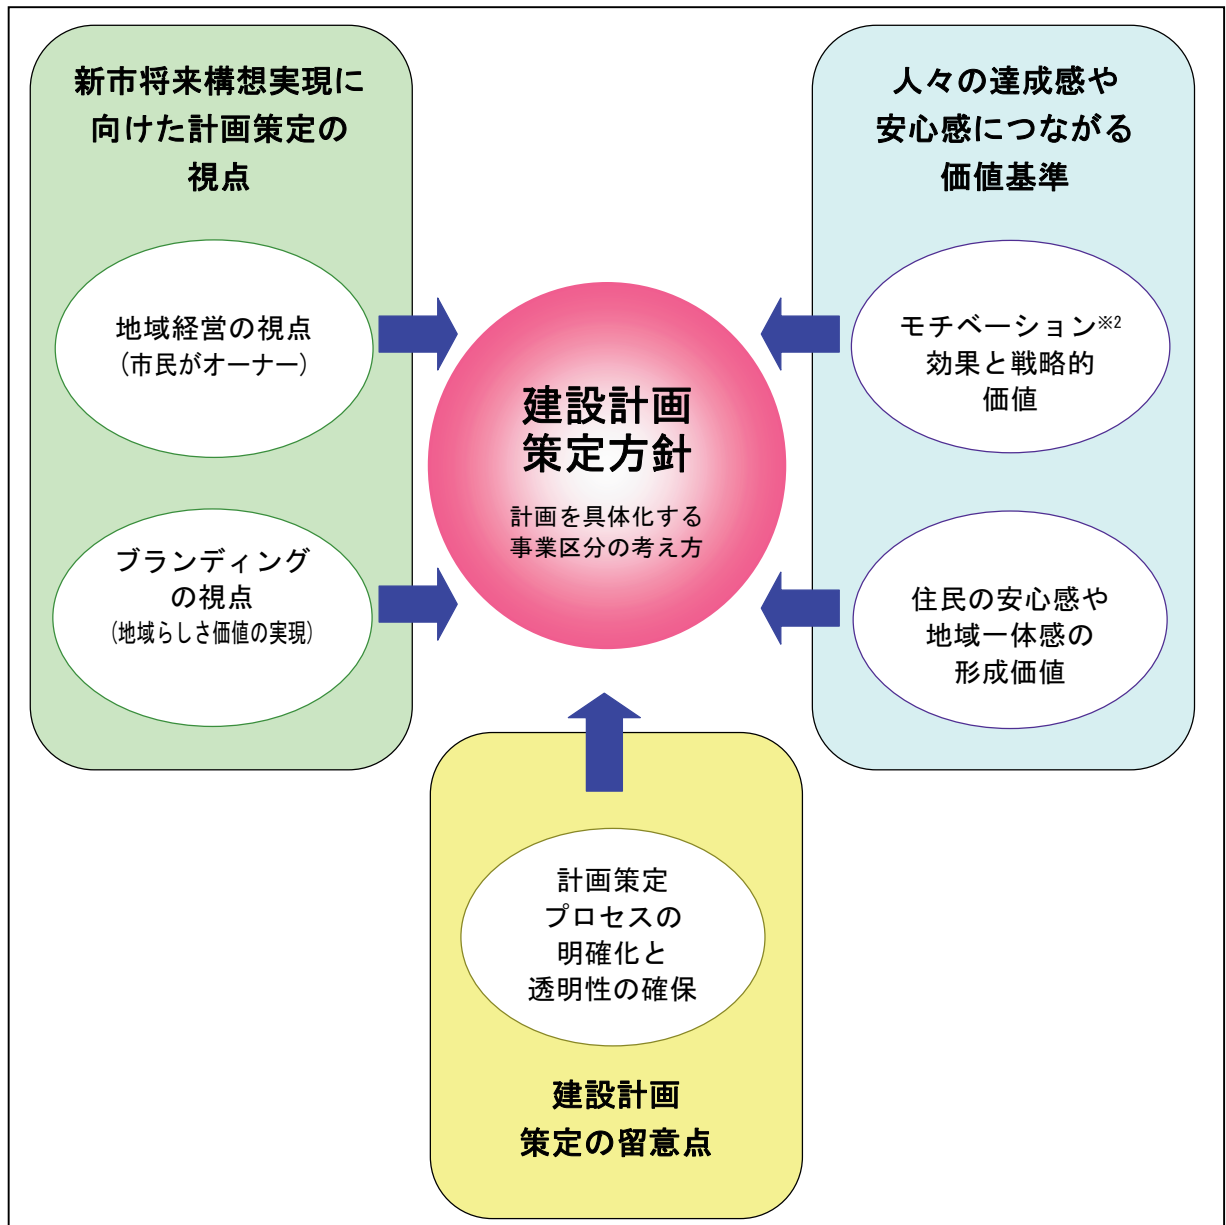 新市将来構想実現に
向けた計画策定の
視点
地域経営の視点
(市民がオーナー)
ブランディング
の視点
(地域らしさ価値の実現)
建設計画
策定方針
計画を具体化する
事業区分の考え方
人々の達成感や
安心感につながる
価値基準
モチベーション※2
効果と戦略的
価値
住民の安心感や
地域一体感の
形成価値
計画策定
プロセスの
明確化と
透明性の確保
建設計画
策定の留意点